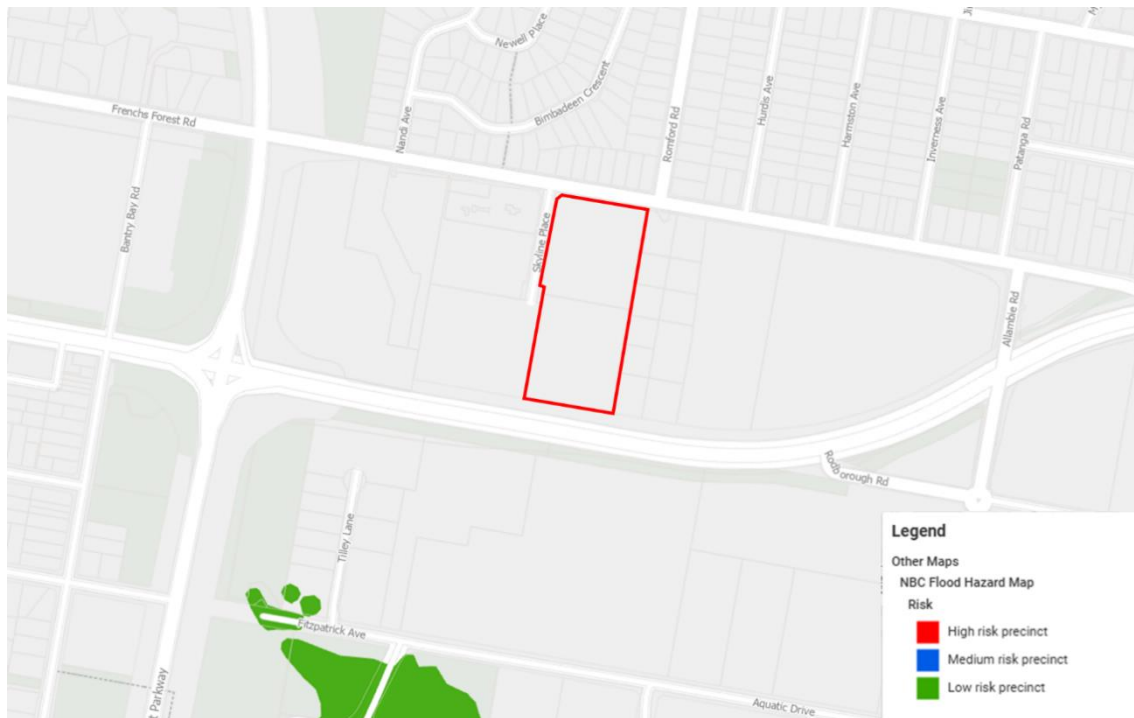 Newell Place
Bimbadeen Crescent
Nandi Ave
Frenchs Forest Rd
Romford Rd
Hurdis Ave
Harmston Ave
Inverness Ave
Patanga Rd
Bantry Bay Rd
Skyline Place
Allambie Rd
Rodborough Rd
Tilley Lane
Fitzpatrick Ave
Aquatic Drive
t Parkway
Legend
Other Maps
NBC Flood Hazard Map
Risk
High risk precinct
Medium risk precinct
Low risk precinct